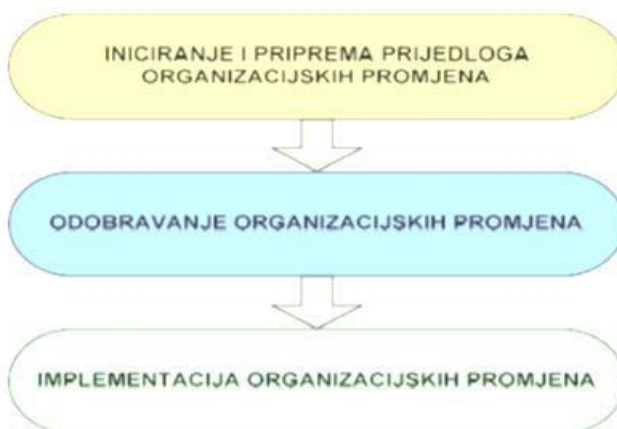 INICIRANJE I PRIPREMA PRIJEDLOGA
ORGANIZACIJSKIH PROMJENA
ODOBRAVANJE ORGANIZACIJSKIH PROMJENA
IMPLEMENTACIJA ORGANIZACIJSKIH PROMJENA